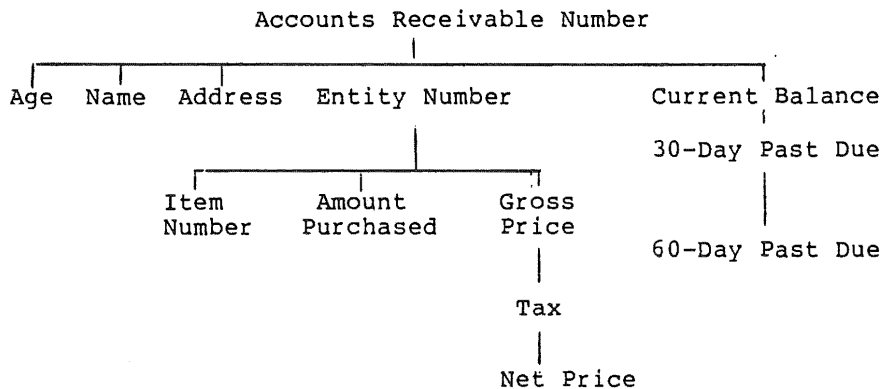 Accounts Receivable Number
Age Name Address Entity Number Current Balance
30-Day Past Due
Item Amount Gross
Number Purchased Price
60-Day Past Due
Tax
Net Price